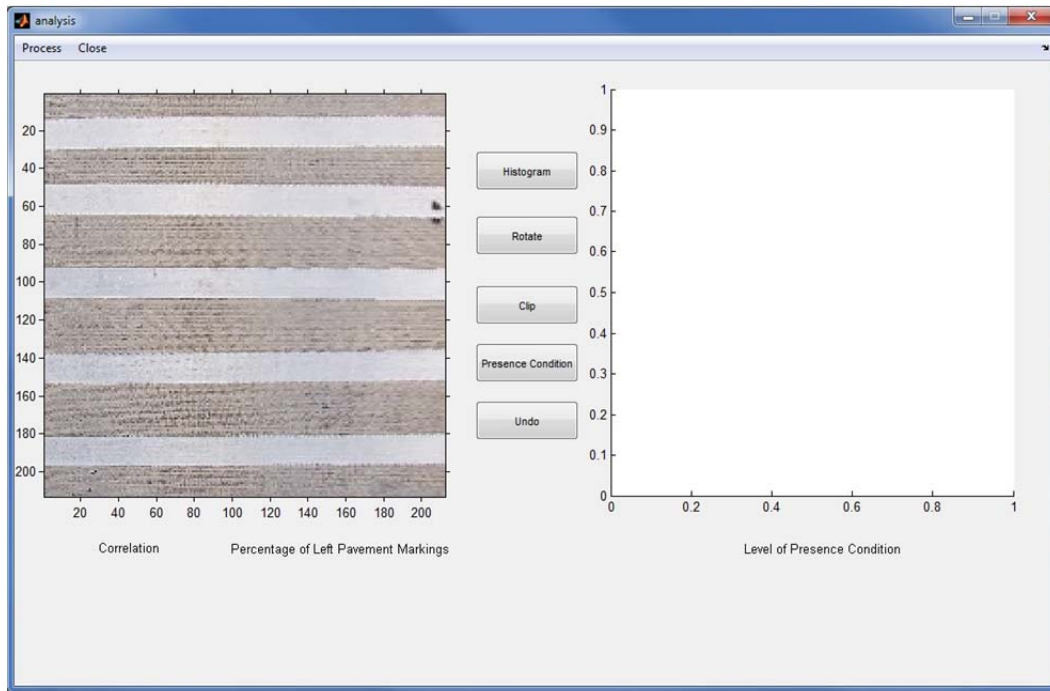 analysis
Process Close
20
40
60
80
100
120
140
160
180
200
20 40 60 80 100 120 140 160 180 200
Correlation Percentage of Left Pavement Markings
Histogram
Rotate
Clip
Presence Condition
Undo
1
0.9
0.8
0.7
0.6
0.5
0.4
0.3
0.2
0.1
0
0 0.2 0.4 0.6 0.8 1
Level of Presence Condition